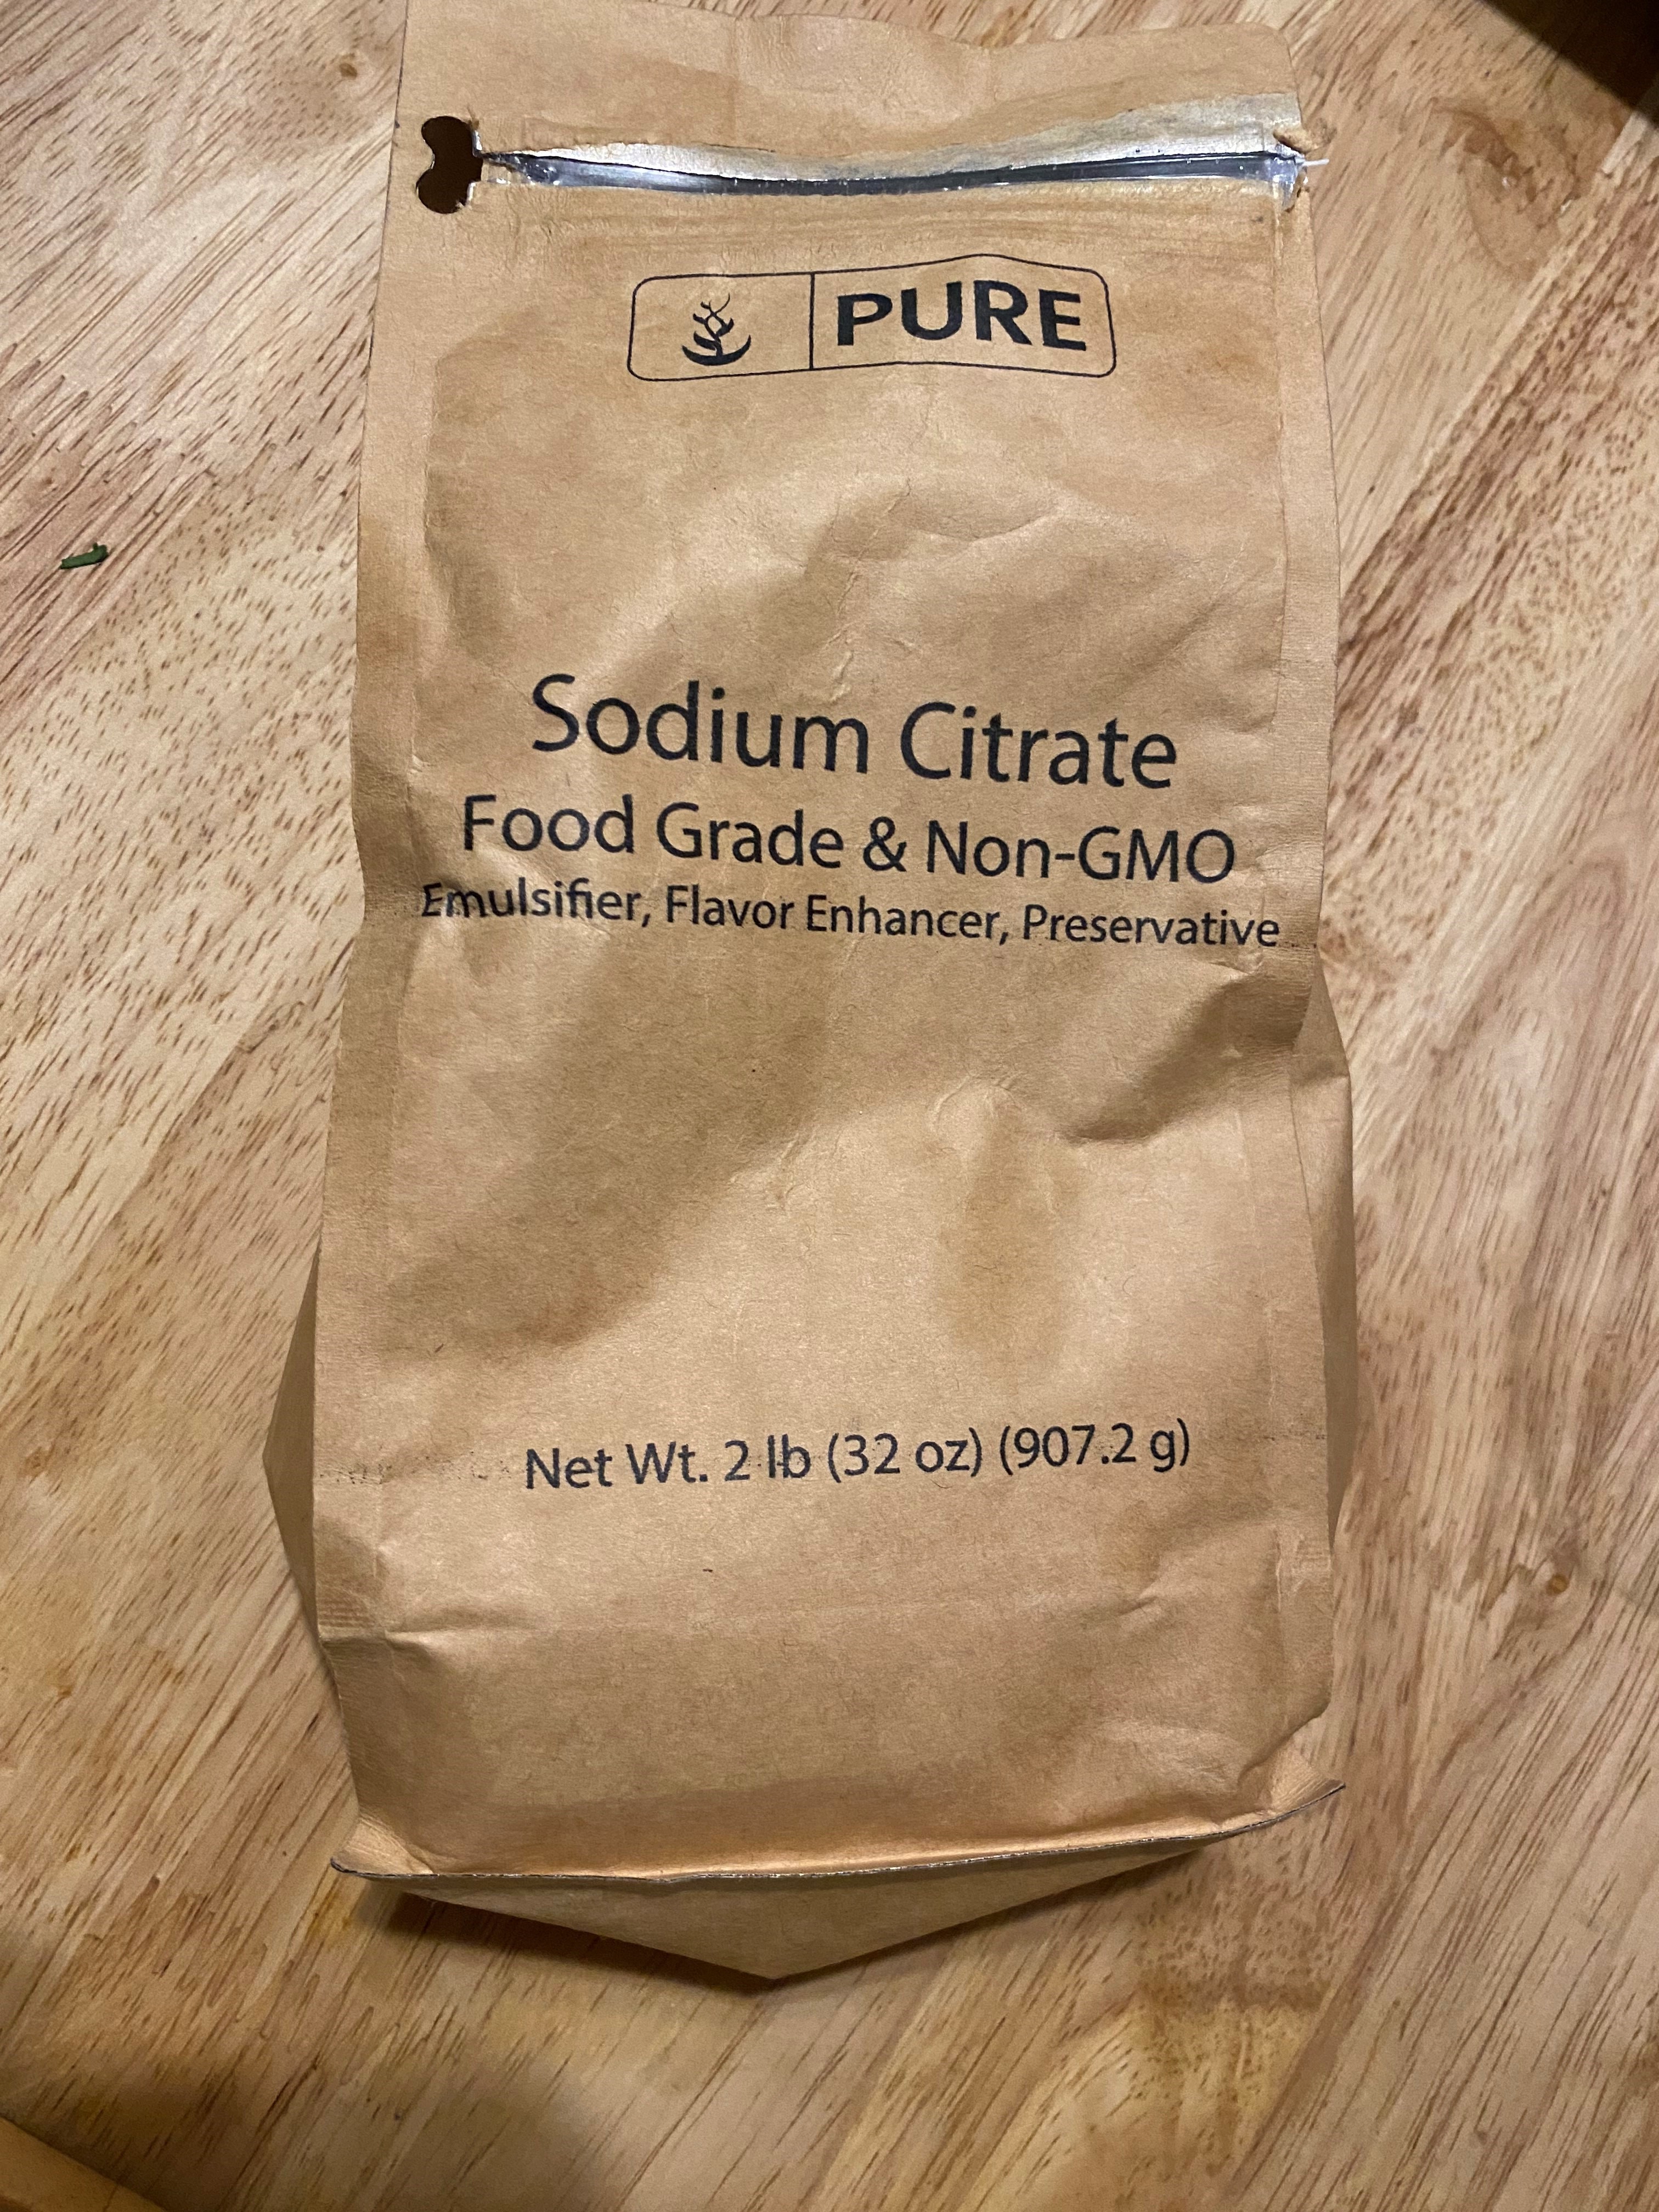 PURE
Sodium Citrate
Food Grade & Non-GMO
Emulsifier, Flavor Enhancer, Preservative
Net Wt. 2 lb (32 oz) (907.2 g)